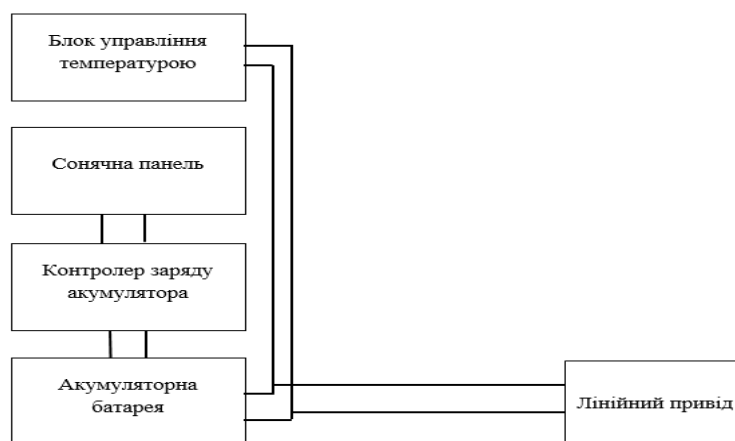 Блок управління
температурою
Сонячна панель
Контролер заряду
акумулятора
Акумуляторна
батарея
Лінійний привід